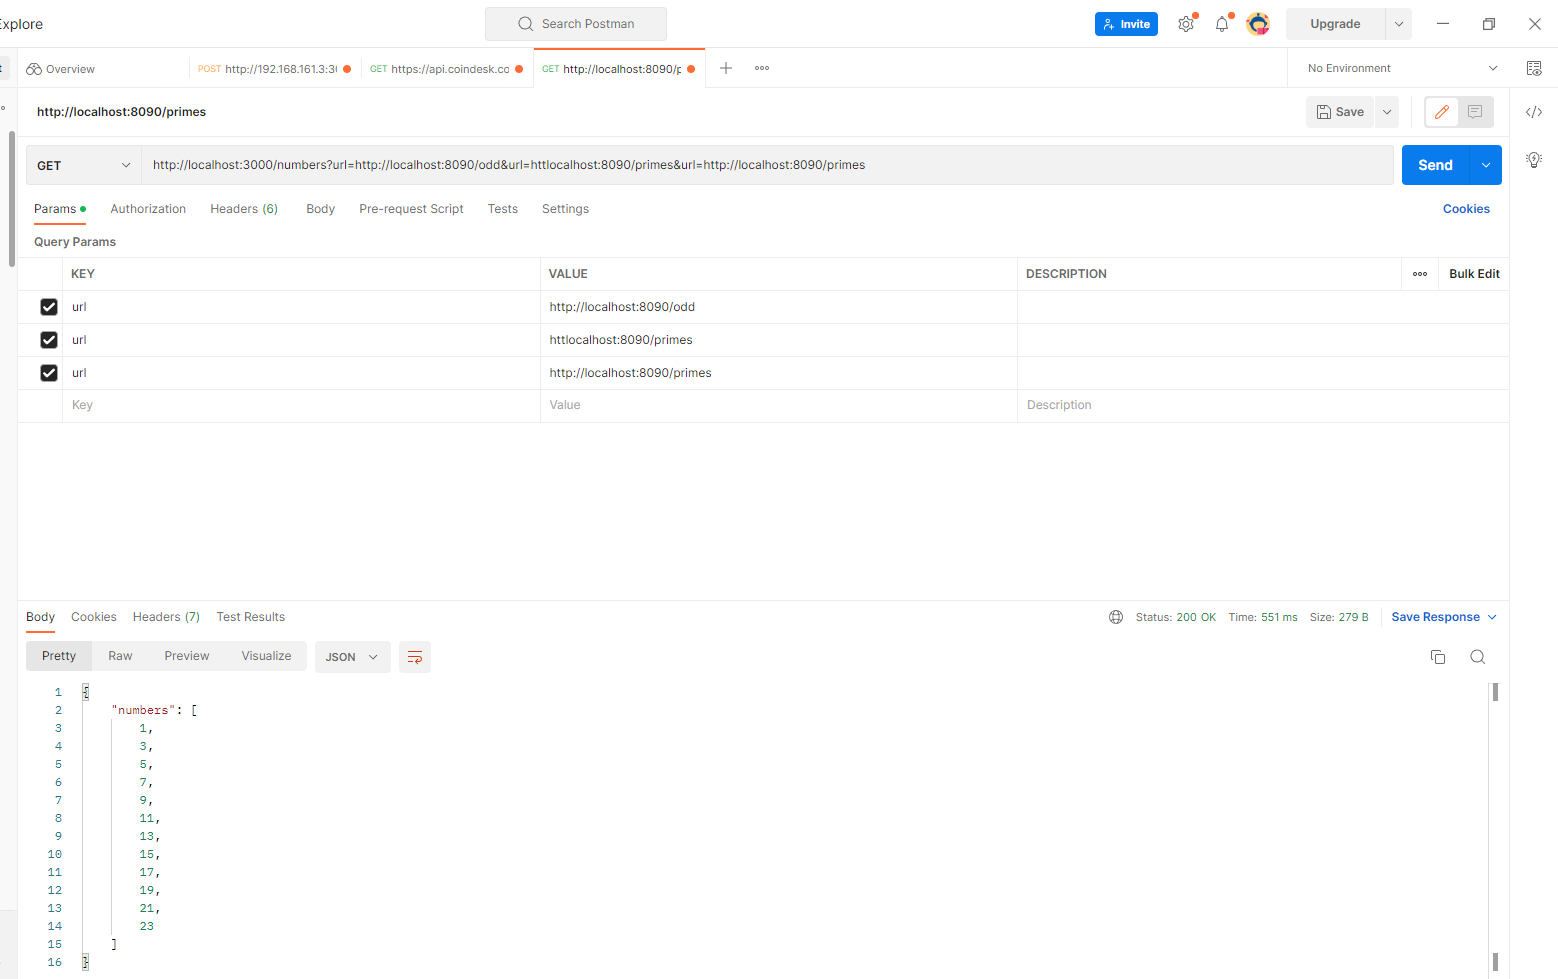 Explore
Search Postman
Invite
Upgrade
Overview
POST http://192.168.161.3:3(
GET https://api.coindesk.co
GET http://localhost:8090/p
No Environment
http://localhost:8090/primes
Save
GET
http://localhost:3000/numbers?url=http://localhost:8090/odd&url=httlocalhost:8090/primes&url=http://localhost:8090/primes
Send
Params
Authorization
Headers (6)
Body
Pre-request Script
Tests
Settings
Cookies
Query Params
KEY VALUE DESCRIPTION Bulk Edit
url http://localhost:8090/odd
url httlocalhost:8090/primes
url http://localhost:8090/primes
Key Value Description
Body Cookies Headers (7) Test Results
Status: 200 OK Time: 551 ms Size: 279 B Save Response
Pretty Raw Preview Visualize JSON
1 {
2 "numbers": [
3 1,
4 3,
5 5,
6 7,
7 9,
8 11,
9 13,
10 15,
11 17,
12 19,
13 21,
14 23
15 ]
16 }